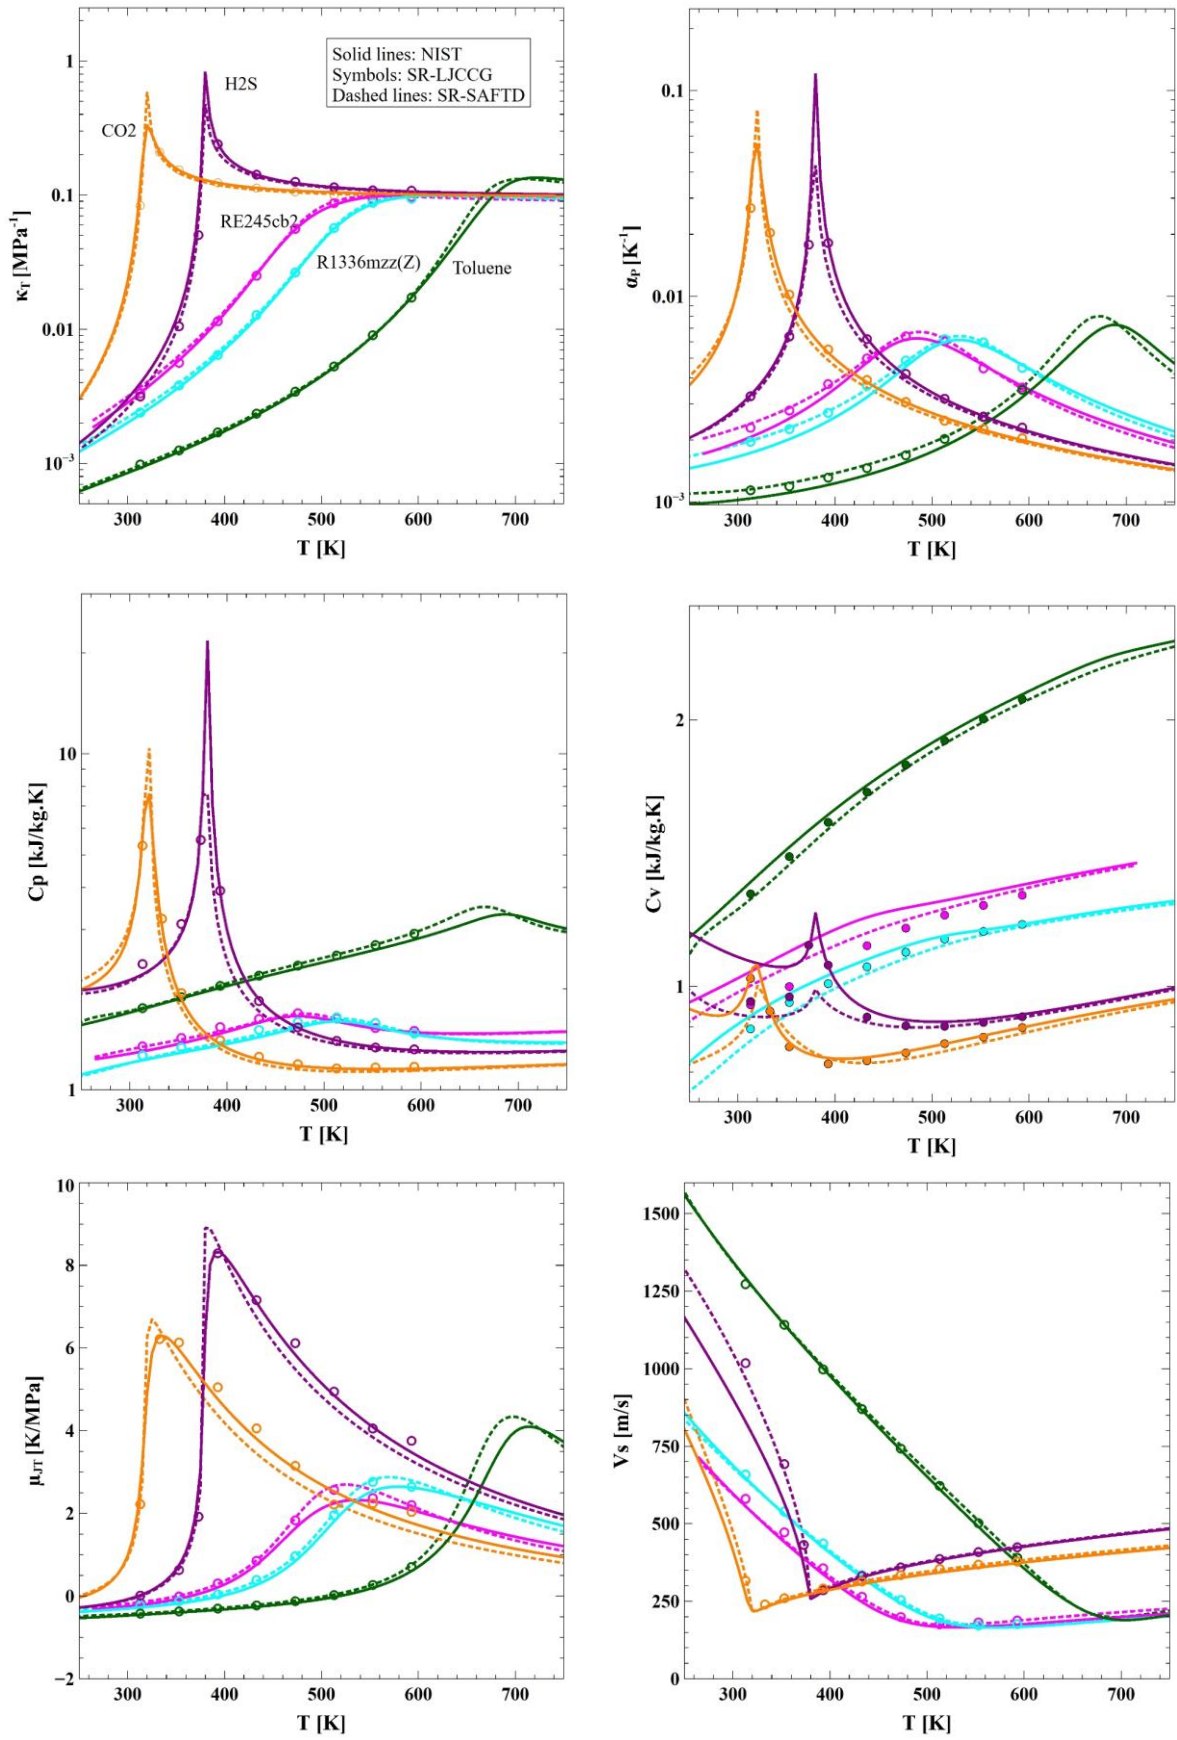 1
0.1
0.01
10⁻³
κT [MPa⁻¹]
Solid lines: NIST
Symbols: SR-LJCCG
Dashed lines: SR-SAFTD
H2S
CO2
RE245cb2
R1336mzz(Z)
Toluene
300 400 500 600 700
T [K]
0.1
0.01
10⁻³
αP [K⁻¹]
300 400 500 600 700
T [K]
10
1
Cp [kJ/kg.K]
300 400 500 600 700
T [K]
2
1
Cv [kJ/kg.K]
300 400 500 600 700
T [K]
10
8
6
4
2
0
−2
μJT [K/MPa]
300 400 500 600 700
T [K]
1500
1250
1000
750
500
250
0
Vs [m/s]
300 400 500 600 700
T [K]